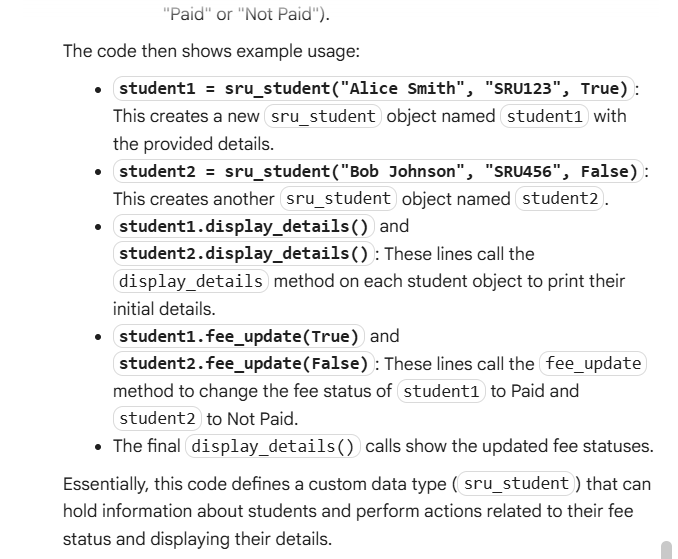 "Paid" or "Not Paid").
The code then shows example usage:
• student1 = sru_student("Alice Smith", "SRU123", True):
This creates a new sru_student object named student1 with
the provided details.
• student2 = sru_student("Bob Johnson", "SRU456", False):
This creates another sru_student object named student2.
• student1.display_details() and
student2.display_details(): These lines call the
display_details method on each student object to print their
initial details.
• student1.fee_update(True) and
student2.fee_update(False): These lines call the fee_update
method to change the fee status of student1 to Paid and
student2 to Not Paid.
• The final display_details() calls show the updated fee statuses.
Essentially, this code defines a custom data type (sru_student) that can
hold information about students and perform actions related to their fee
status and displaying their details.